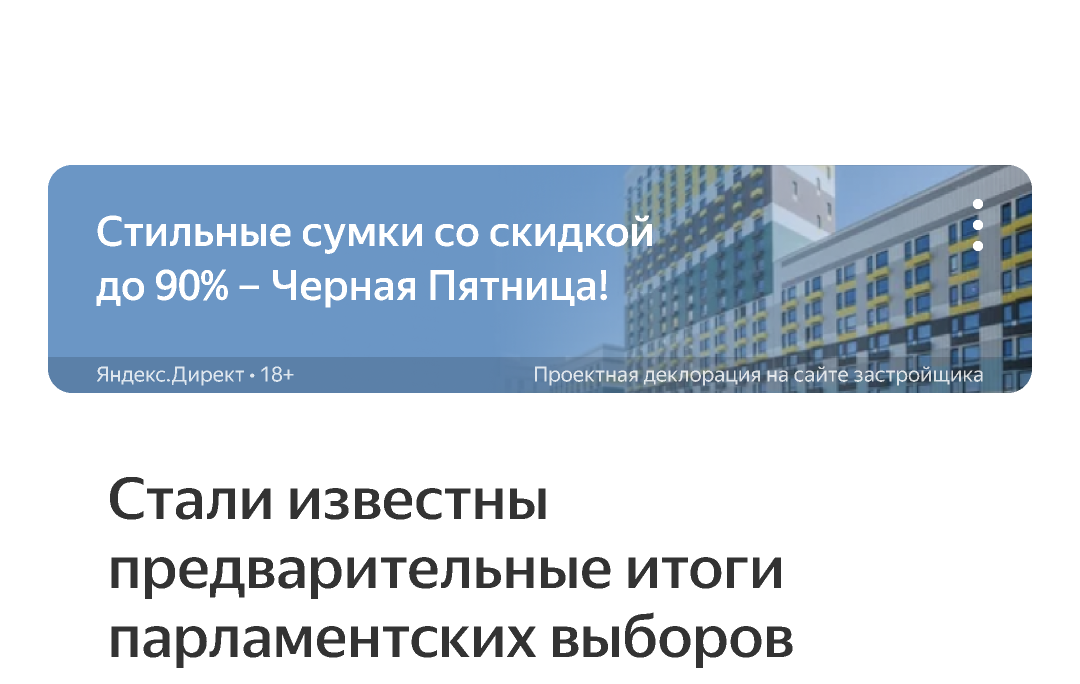 Стильные сумки со скидкой
до 90% – Черная Пятница!
Яндекс.Директ • 18+
Проектная деклорация на сайте застройщика
Стали известны
предварительные итоги
парламентских выборов